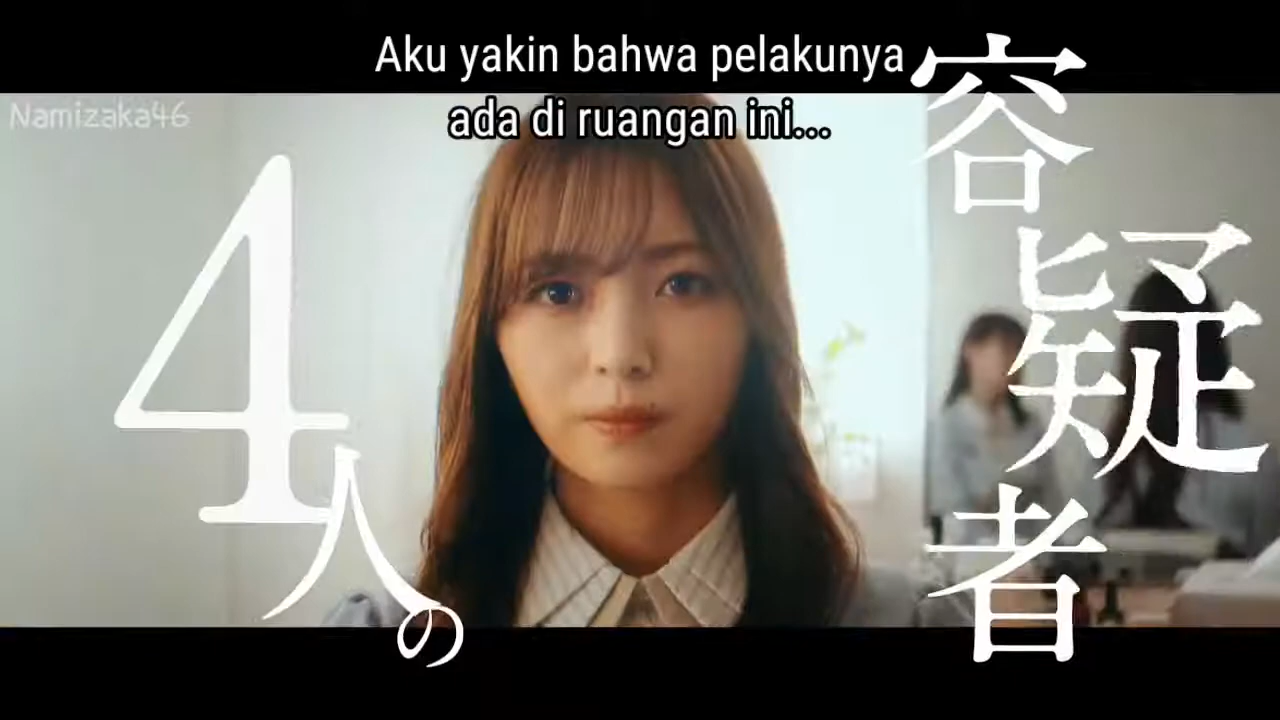 Aku yakin bahwa pelakunya
ada di ruangan ini...
Namizaka46
4人の
容疑者